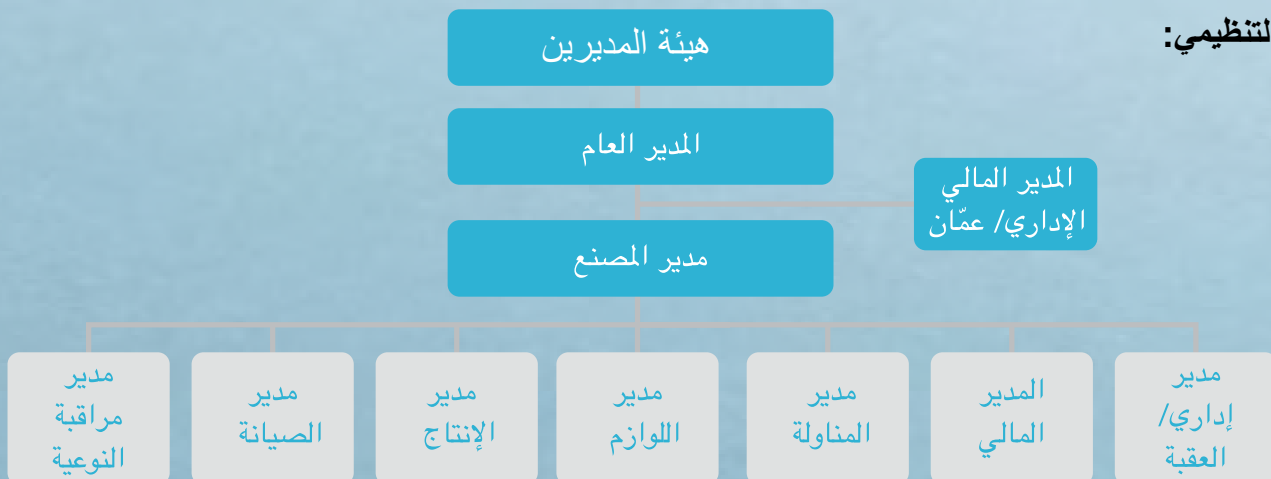 لتنظيمي:
هيئة المديرين
المدير العام
المدير المالي
الإداري/ عمّان
مدير المصنع
مدير
إداري/
العقبة
المدير
المالي
مدير
المناولة
مدير
اللوازم
مدير
الإنتاج
مدير
الصيانة
مدير
مراقبة
النوعية